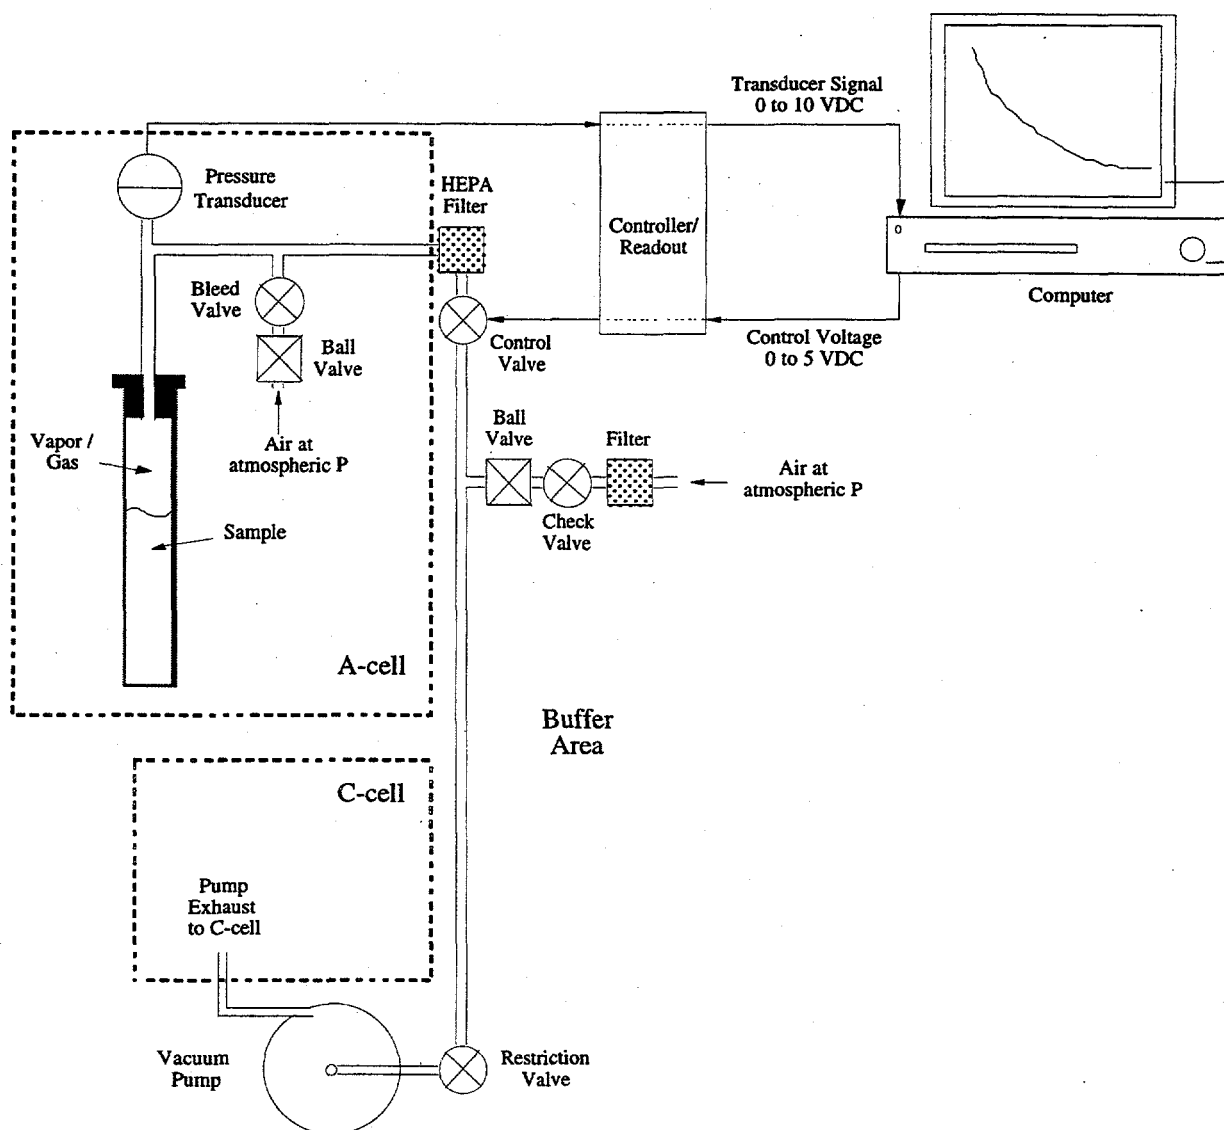 Transducer Signal
0 to 10 VDC
Pressure
Transducer
HEPA
Filter
Controller/
Readout
Computer
Bleed
Valve
Ball
Valve
Control
Valve
Control Voltage
0 to 5 VDC
Air at
atmospheric P
Vapor /
Gas
Sample
Ball
Valve
Filter
Air at
atmospheric P
Check
Valve
A-cell
Buffer
Area
C-cell
Pump
Exhaust
to C-cell
Vacuum
Pump
Restriction
Valve